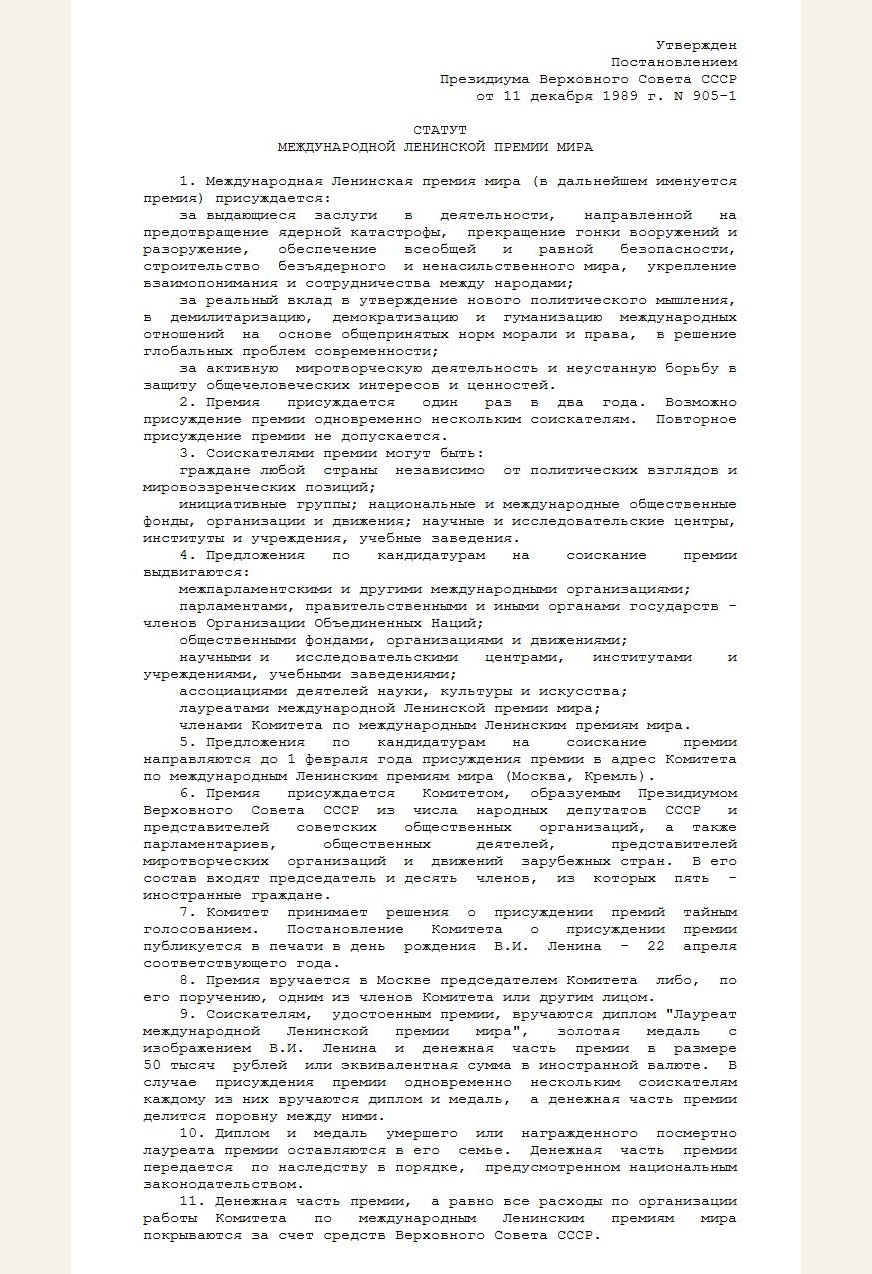 Утвержден
Постановлением
Президиума Верховного Совета СССР
от 11 декабря 1989 г. N 905-1
СТАТУТ
МЕЖДУНАРОДНОЙ ЛЕНИНСКОЙ ПРЕМИИ МИРА
1. Международная Ленинская премия мира (в дальнейшем именуется
премия) присуждается:
за выдающиеся заслуги в деятельности, направленной на
предотвращение ядерной катастрофы, прекращение гонки вооружений и
разоружение, обеспечение всеобщей и равной безопасности,
строительство безъядерного и ненасильственного мира, укрепление
взаимопонимания и сотрудничества между народами;
за реальный вклад в утверждение нового политического мышления,
в демилитаризацию, демократизацию и гуманизацию международных
отношений на основе общепринятых норм морали и права, в решение
глобальных проблем современности;
за активную миротворческую деятельность и неустанную борьбу в
защиту общечеловеческих интересов и ценностей.
2. Премия присуждается один раз в два года. Возможно
присуждение премии одновременно нескольким соискателям. Повторное
присуждение премии не допускается.
3. Соискателями премии могут быть:
граждане любой страны независимо от политических взглядов и
мировоззренческих позиций;
инициативные группы; национальные и международные общественные
фонды, организации и движения; научные и исследовательские центры,
институты и учреждения, учебные заведения.
4. Предложения по кандидатурам на соискание премии
выдвигаются:
межпарламентскими и другими международными организациями;
парламентами, правительственными и иными органами государств -
членов Организации Объединенных Наций;
общественными фондами, организациями и движениями;
научными и исследовательскими центрами, институтами и
учреждениями, учебными заведениями;
ассоциациями деятелей науки, культуры и искусства;
лауреатами международной Ленинской премии мира;
членами Комитета по международным Ленинским премиям мира.
5. Предложения по кандидатурам на соискание премии
направляются до 1 февраля года присуждения премии в адрес Комитета
по международным Ленинским премиям мира (Москва, Кремль).
6. Премия присуждается Комитетом, образуемым Президиумом
Верховного Совета СССР из числа народных депутатов СССР и
представителей советских общественных организаций, а также
парламентариев, общественных деятелей, представителей
миротворческих организаций и движений зарубежных стран. В его
состав входят председатель и десять членов, из которых пять -
иностранные граждане.
7. Комитет принимает решения о присуждении премий тайным
голосованием. Постановление Комитета о присуждении премии
публикуется в печати в день рождения В.И. Ленина - 22 апреля
соответствующего года.
8. Премия вручается в Москве председателем Комитета либо, по
его поручению, одним из членов Комитета или другим лицом.
9. Соискателям, удостоенным премии, вручаются диплом "Лауреат
международной Ленинской премии мира", золотая медаль с
изображением В.И. Ленина и денежная часть премии в размере
50 тысяч рублей или эквивалентная сумма в иностранной валюте. В
случае присуждения премии одновременно нескольким соискателям
каждому из них вручаются диплом и медаль, а денежная часть премии
делится поровну между ними.
10. Диплом и медаль умершего или награжденного посмертно
лауреата премии оставляются в его семье. Денежная часть премии
передается по наследству в порядке, предусмотренном национальным
законодательством.
11. Денежная часть премии, а равно все расходы по организации
работы Комитета по международным Ленинским премиям мира
покрываются за счет средств Верховного Совета СССР.